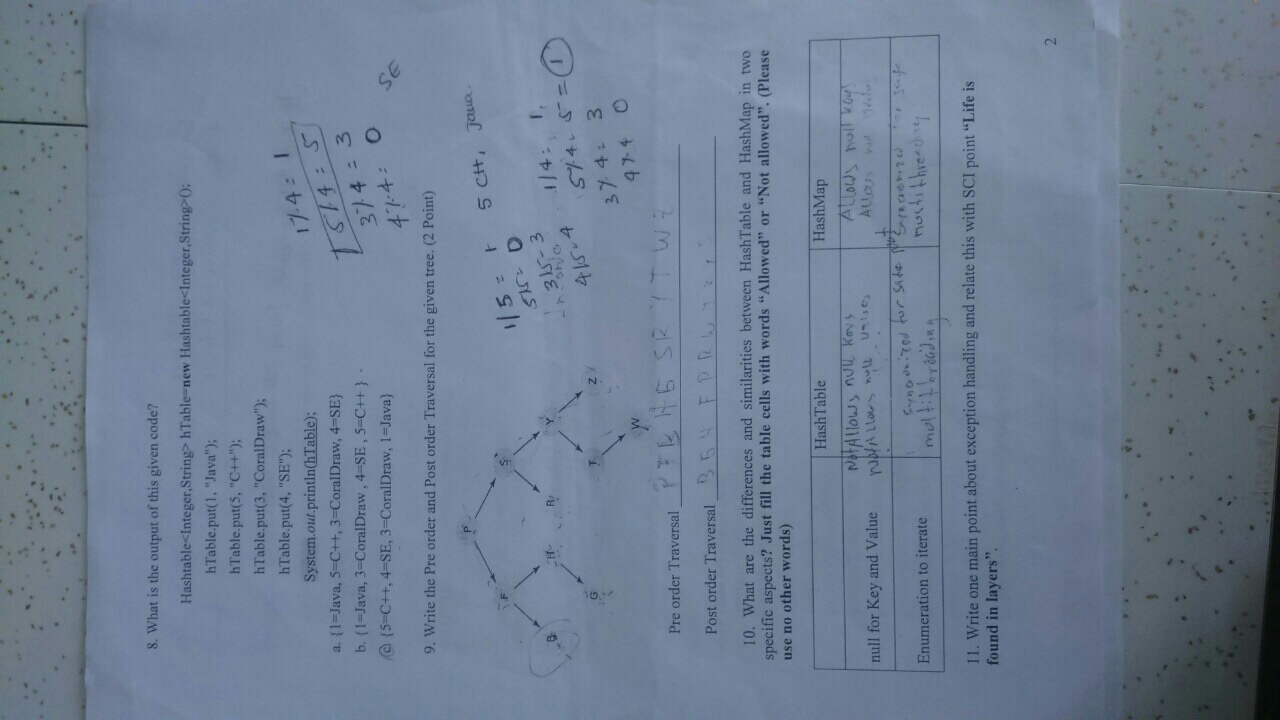 8. What is the output of this given code?
Hashtable<Integer,String> hTable=new Hashtable<Integer,String>();
hTable.put(1, "Java");
hTable.put(5, "C++");
hTable.put(3, "CoralDraw");
hTable.put(4, "SE");
System.out.println(hTable);
1%4= 1
5%4 = 5
3%4 = 3
4%4= 0
SE
a. {1=Java, 5=C++, 3=CoralDraw, 4=SE}
b. {1=Java, 3=CoralDraw , 4=SE , 5=C++ }
c {5=C++, 4=SE, 3=CoralDraw, 1=Java}
9. Write the Pre order and Post order Traversal for the given tree. (2 Point)
P
F S
B H R Y
G T Z
W
1/5 = 1 5 C++, Java
5/5= 0
3/5-3
4/5-4
1/4= 1
5%4= 5 = 1
3%4= 3
4%4 0
Pre order Traversal P F B H G S R Y T W Z
Post order Traversal B G H F P R W
10. What are the differences and similarities between HashTable and HashMap in two
specific aspects? Just fill the table cells with words “Allowed” or “Not allowed”. (Please
use no other words)
HashTable HashMap
null for Key and Value Not Allows null Keys Allows null key
Not Allows null values Allows
Enumeration to iterate Syncronized for safe multithreading not Syncronized for safe multithreading
11. Write one main point about exception handling and relate this with SCI point “Life is
found in layers”.
2